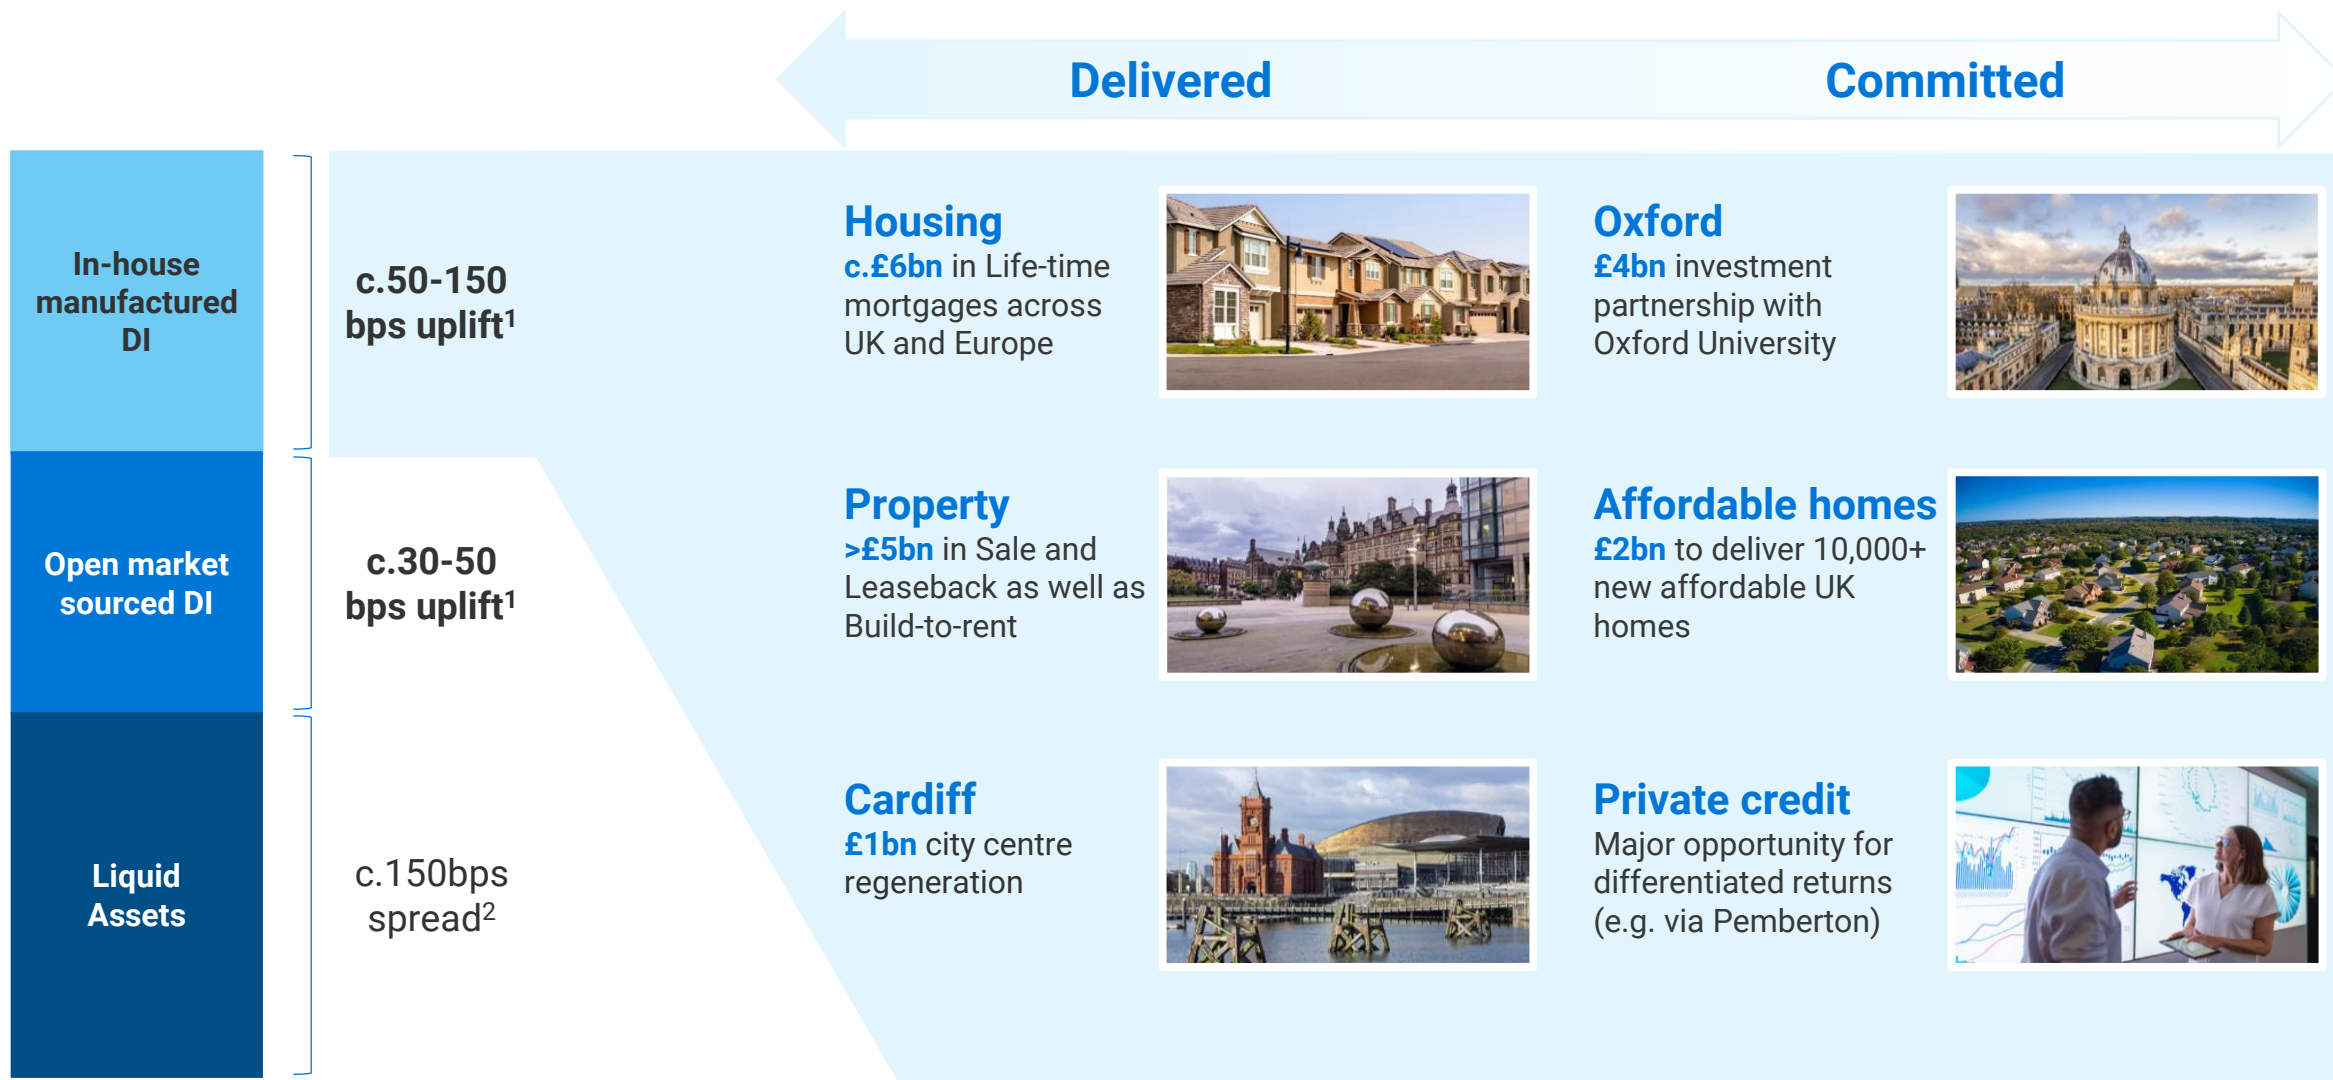 Delivered
Committed
In-house
manufactured
DI
c.50-150
bps uplift1
Housing
c.£6bn in Life-time
mortgages across
UK and Europe
Oxford
£4bn investment
partnership with
Oxford University
Open market
sourced DI
c.30-50
bps uplift1
Property
>£5bn in Sale and
Leaseback as well as
Build-to-rent
Affordable homes
£2bn to deliver 10,000+
new affordable UK
homes
Liquid
Assets
c.150bps
spread2
Cardiff
£1bn city centre
regeneration
Private credit
Major opportunity for
differentiated returns
(e.g. via Pemberton)